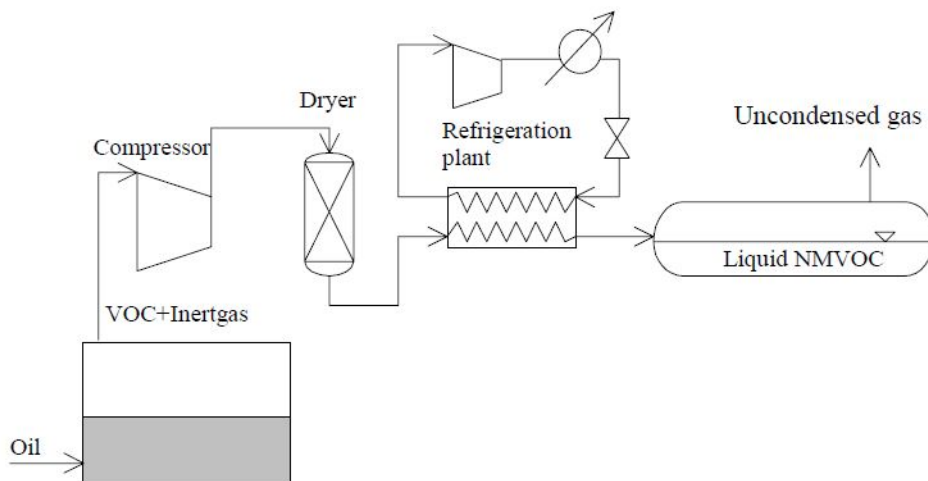 Dryer
Compressor
Refrigeration
plant
Uncondensed gas
Liquid NMVOC
VOC+Inertgas
Oil